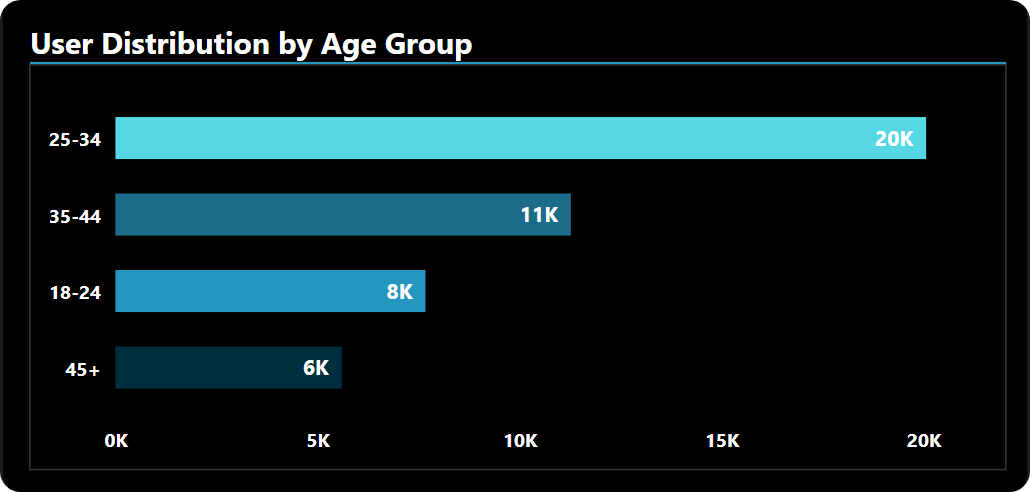 User Distribution by Age Group
25-34 20K
35-44 11K
18-24 8K
45+ 6K
0K 5K 10K 15K 20K